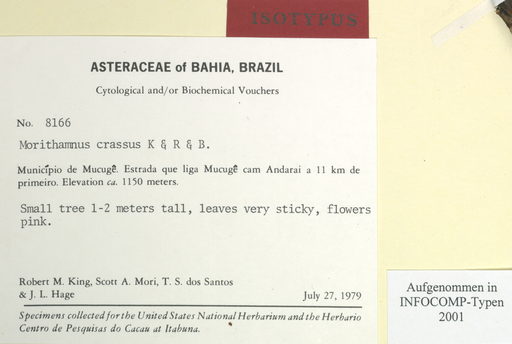 ISOTYPUS
ASTERACEAE of BAHIA, BRAZIL
Cytological and/or Biochemical Vouchers
No. 8166
Morithamnus crassus K & R & B.
Município de Mucugê. Estrada que liga Mucugê cam Andarai a 11 km de
primeiro. Elevation ca. 1150 meters.
Small tree 1-2 meters tall, leaves very sticky, flowers
pink.
Robert M. King, Scott A. Mori, T. S. dos Santos
& J. L. Hage July 27, 1979
Specimens collected for the United States National Herbarium and the Herbario
Centro de Pesquisas do Cacau at Itabuna.
Aufgenommen in
INFOCOMP-Typen
2001